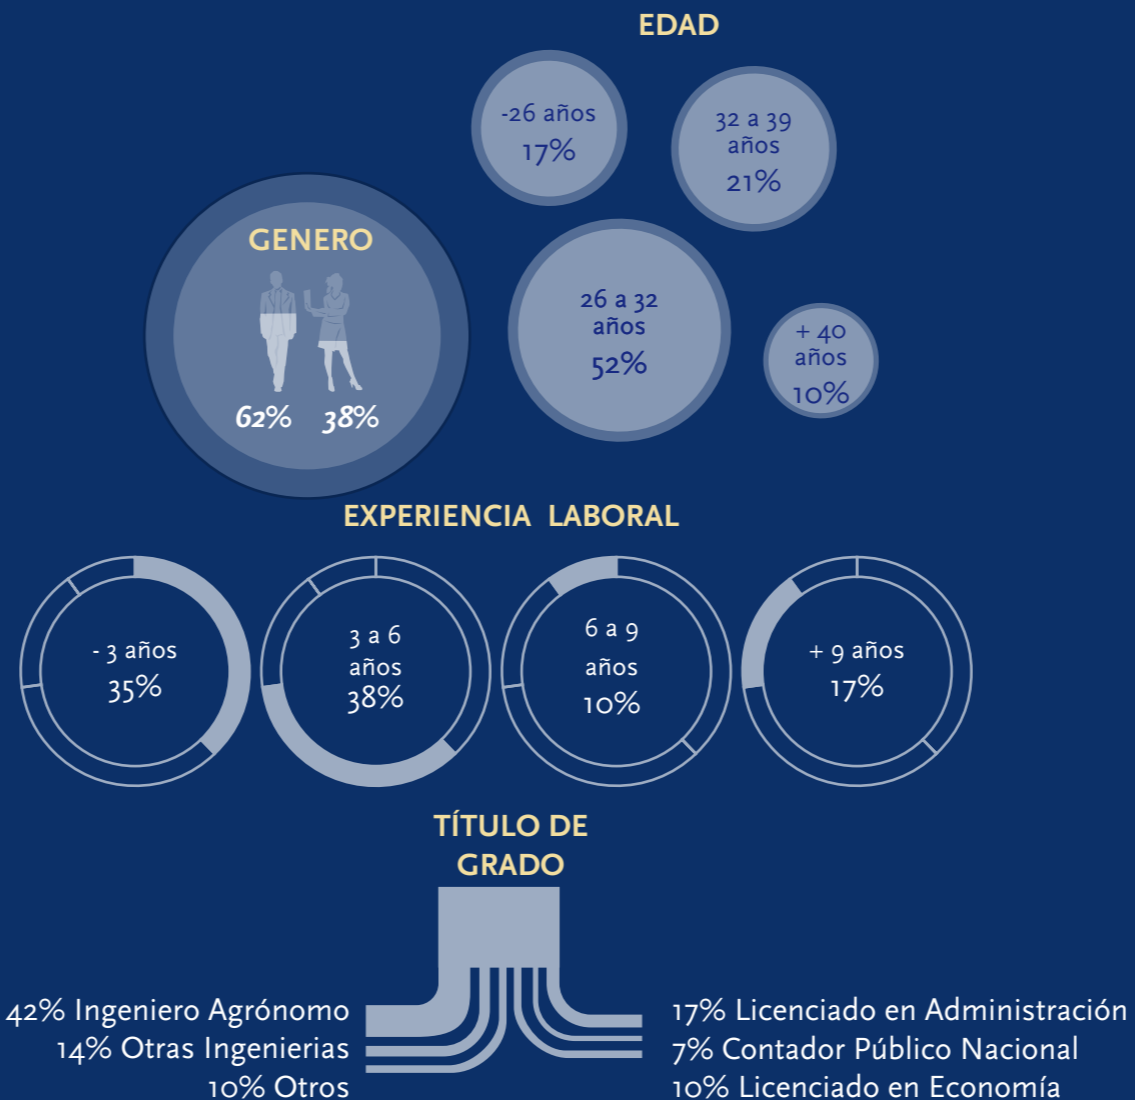 EDAD
-26 años
17%
32 a 39
años
21%
GENERO
62% 38%
26 a 32
años
52%
+ 40
años
10%
EXPERIENCIA LABORAL
- 3 años
35%
3 a 6
años
38%
6 a 9
años
10%
+ 9 años
17%
TÍTULO DE
GRADO
42% Ingeniero Agrónomo
14% Otras Ingenierias
10% Otros
17% Licenciado en Administración
7% Contador Público Nacional
10% Licenciado en Economía